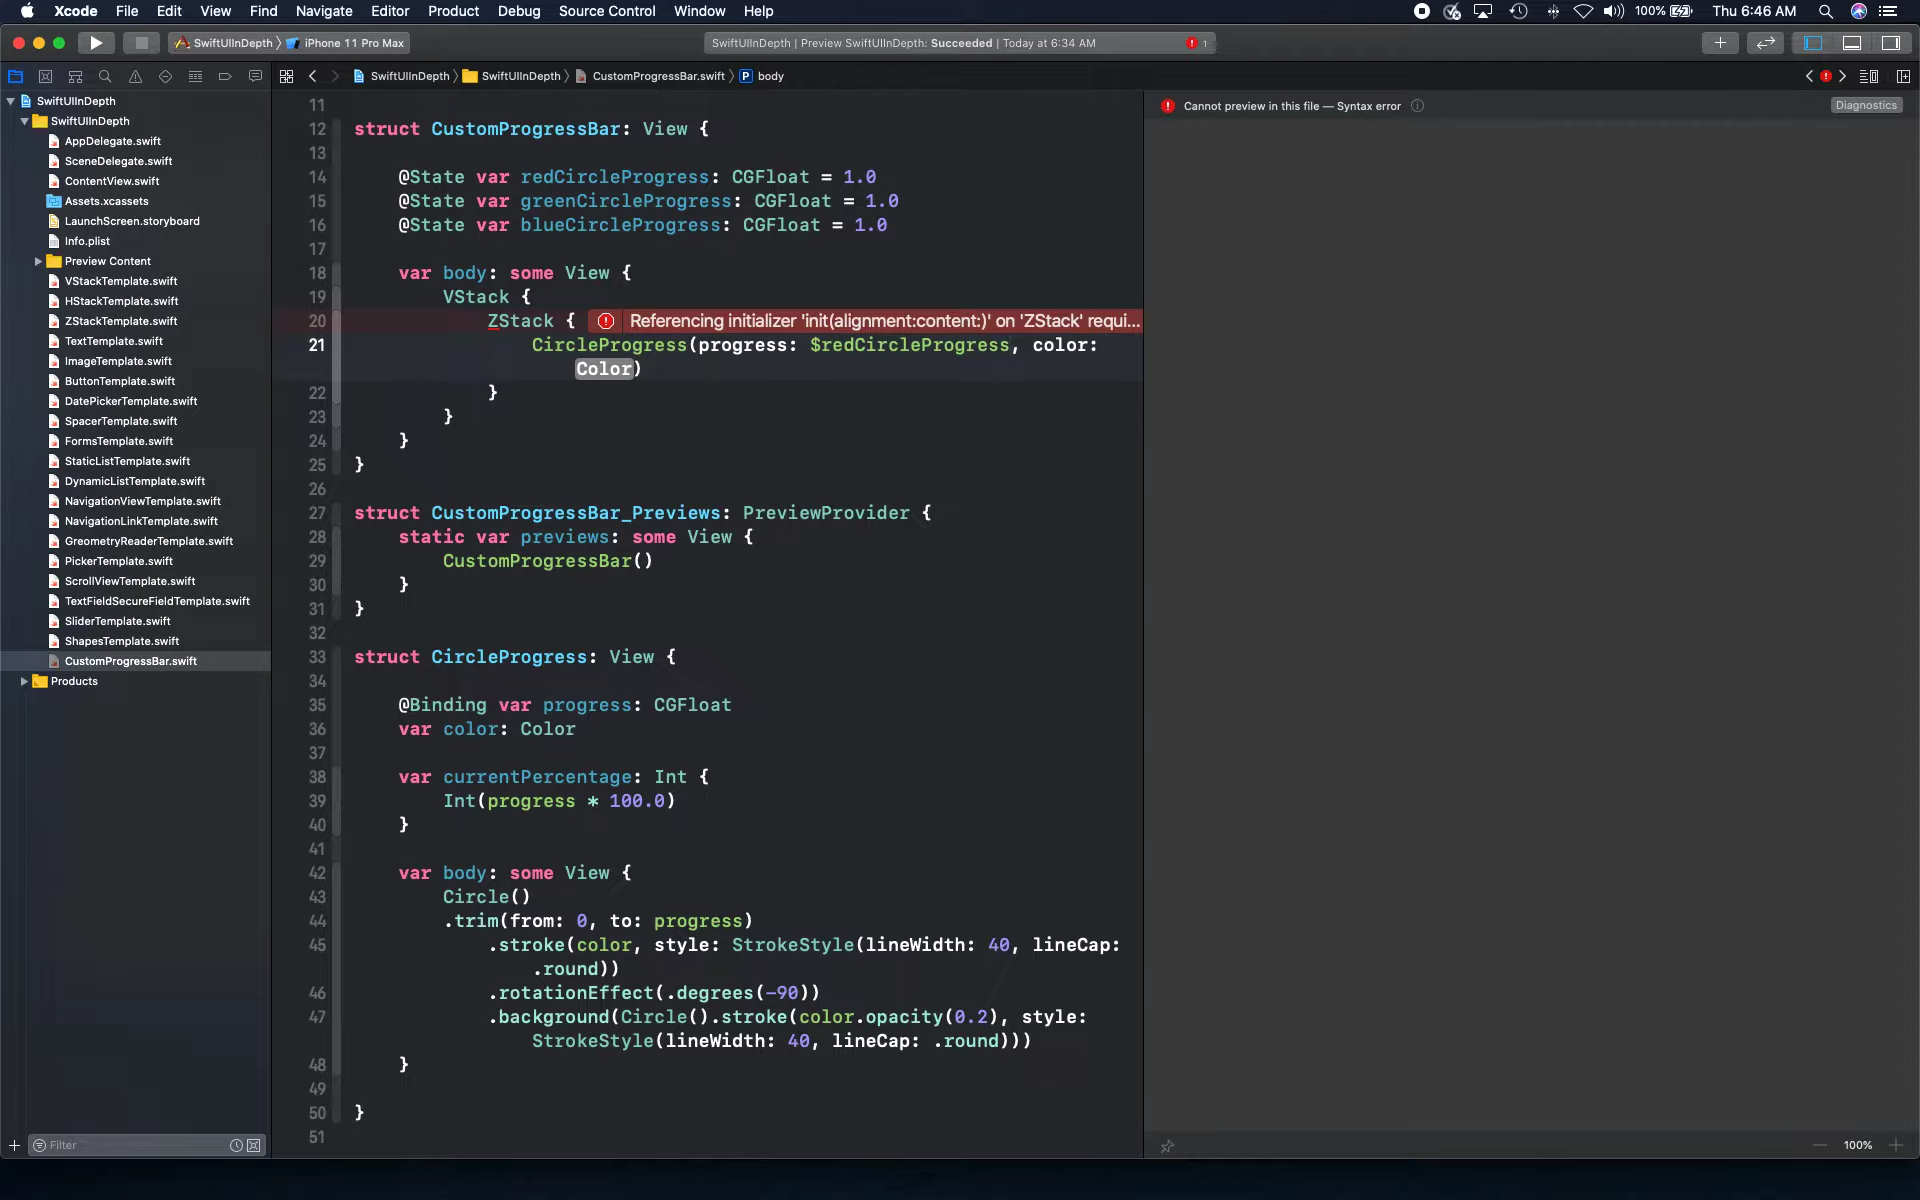 Xcode File Edit View Find Navigate Editor Product Debug Source Control Window Help 100% Thu 6:46 AM
SwiftUIInDepth iPhone 11 Pro Max SwiftUIInDepth | Preview SwiftUIInDepth: Succeeded | Today at 6:34 AM 1
SwiftUIInDepth SwiftUIInDepth CustomProgressBar.swift P body
SwiftUIInDepth
SwiftUIInDepth
AppDelegate.swift
SceneDelegate.swift
ContentView.swift
Assets.xcassets
LaunchScreen.storyboard
Info.plist
Preview Content
VStackTemplate.swift
HStackTemplate.swift
ZStackTemplate.swift
TextTemplate.swift
ImageTemplate.swift
ButtonTemplate.swift
DatePickerTemplate.swift
SpacerTemplate.swift
FormsTemplate.swift
StaticListTemplate.swift
DynamicListTemplate.swift
NavigationViewTemplate.swift
NavigationLinkTemplate.swift
GreometryReaderTemplate.swift
PickerTemplate.swift
ScrollViewTemplate.swift
TextFieldSecureFieldTemplate.swift
SliderTemplate.swift
ShapesTemplate.swift
CustomProgressBar.swift
Products
Filter
11
12 struct CustomProgressBar: View {
13
14 @State var redCircleProgress: CGFloat = 1.0
15 @State var greenCircleProgress: CGFloat = 1.0
16 @State var blueCircleProgress: CGFloat = 1.0
17
18 var body: some View {
19 VStack {
20 ZStack { Referencing initializer 'init(alignment:content:)' on 'ZStack' requi...
21 CircleProgress(progress: $redCircleProgress, color:
Color)
22 }
23 }
24 }
25 }
26
27 struct CustomProgressBar_Previews: PreviewProvider {
28 static var previews: some View {
29 CustomProgressBar()
30 }
31 }
32
33 struct CircleProgress: View {
34
35 @Binding var progress: CGFloat
36 var color: Color
37
38 var currentPercentage: Int {
39 Int(progress * 100.0)
40 }
41
42 var body: some View {
43 Circle()
44 .trim(from: 0, to: progress)
45 .stroke(color, style: StrokeStyle(lineWidth: 40, lineCap:
.round))
46 .rotationEffect(.degrees(-90))
47 .background(Circle().stroke(color.opacity(0.2), style:
StrokeStyle(lineWidth: 40, lineCap: .round)))
48 }
49
50 }
51
Cannot preview in this file — Syntax error Diagnostics
100%